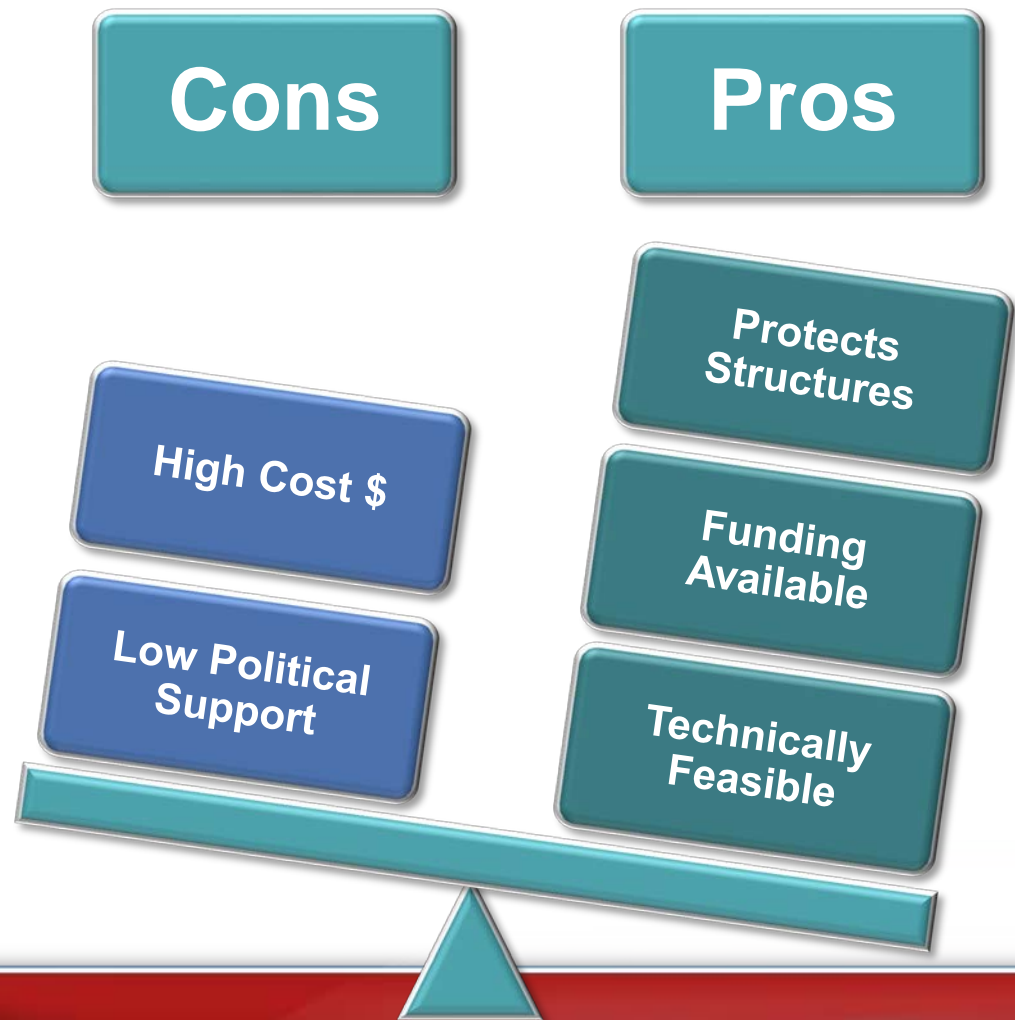 Cons
Pros
High Cost $
Low Political
Support
Protects
Structures
Funding
Available
Technically
Feasible